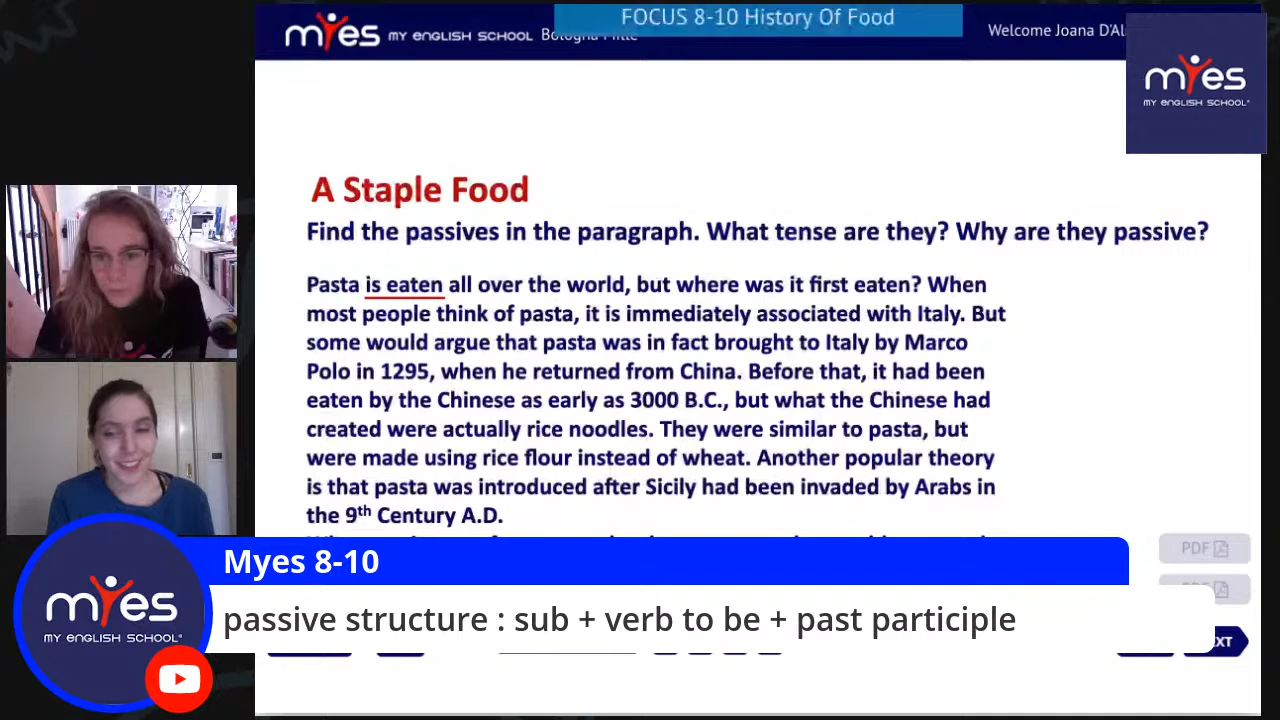 FOCUS 8-10 History Of Food
myes MY ENGLISH SCHOOL
Welcome Joana
myes
MY ENGLISH SCHOOL
A Staple Food
Find the passives in the paragraph. What tense are they? Why are they passive?
Pasta is eaten all over the world, but where was it first eaten? When
most people think of pasta, it is immediately associated with Italy. But
some would argue that pasta was in fact brought to Italy by Marco
Polo in 1295, when he returned from China. Before that, it had been
eaten by the Chinese as early as 3000 B.C., but what the Chinese had
created were actually rice noodles. They were similar to pasta, but
were made using rice flour instead of wheat. Another popular theory
is that pasta was introduced after Sicily had been invaded by Arabs in
the 9th Century A.D.
PDF
Myes 8-10
passive structure : sub + verb to be + past participle
myes
MY ENGLISH SCHOOL